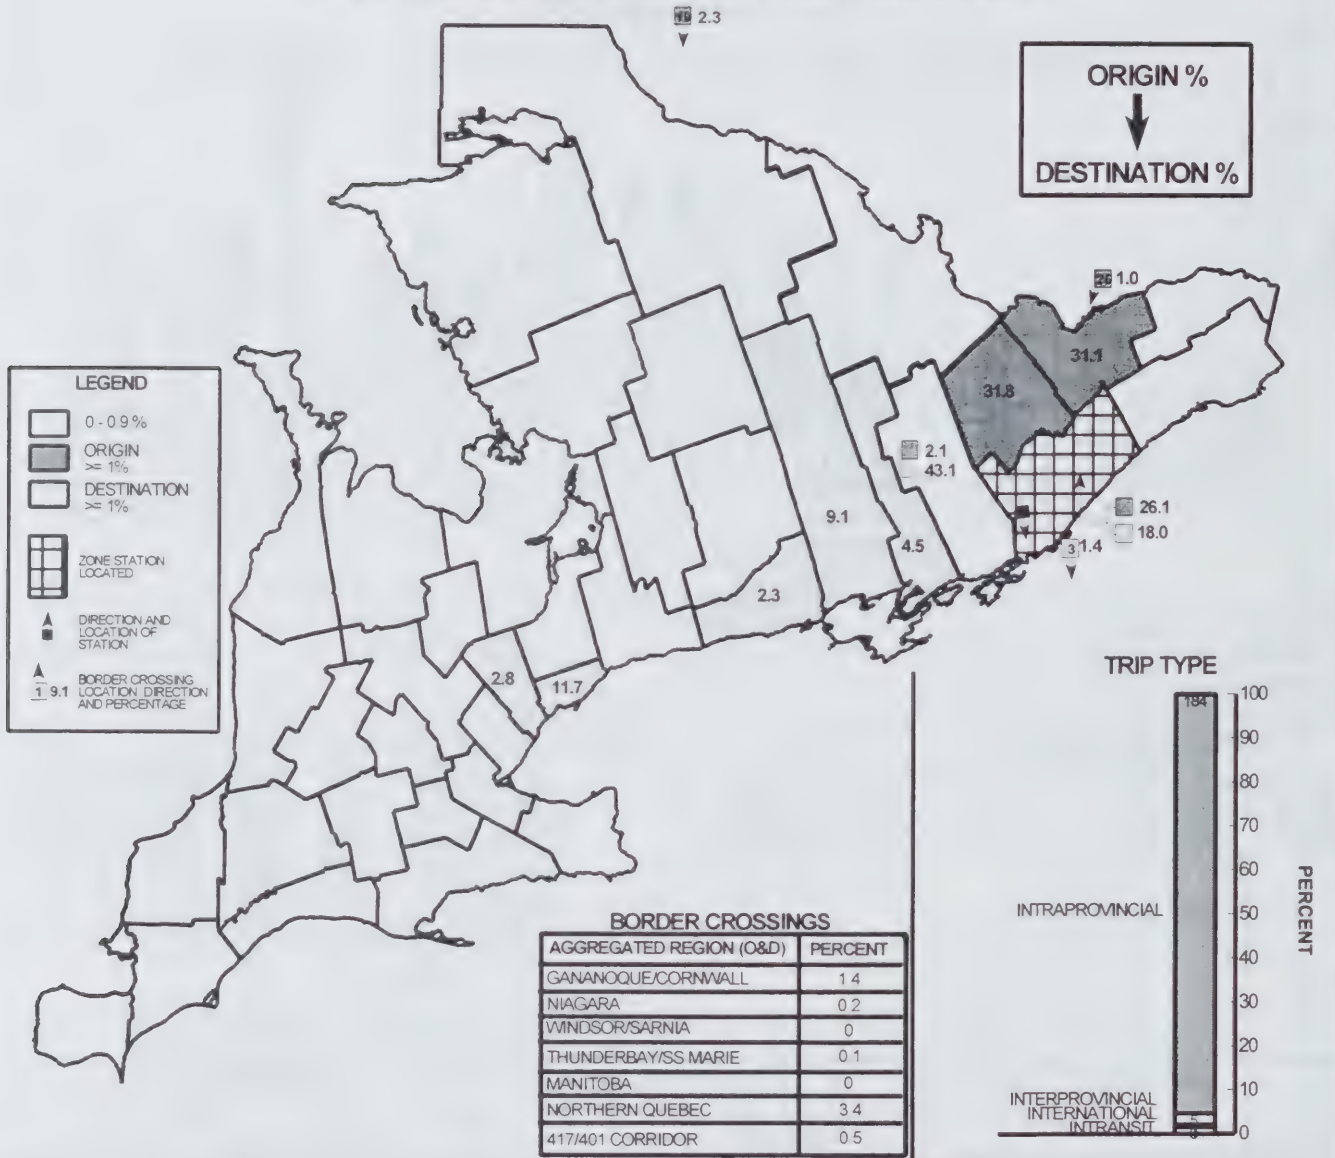 2.3
ORIGIN %
DESTINATION %
26 1.0
31.1
31.8
2.1
43.1
26.1
18.0
3 1.4
9.1
4.5
2.3
2.8
11.7
LEGEND
0-09%
ORIGIN
>= 1%
DESTINATION
>= 1%
ZONE STATION
LOCATED
DIRECTION AND
LOCATION OF
STATION
1 9.1
BORDER CROSSING
LOCATION DIRECTION
AND PERCENTAGE
BORDER CROSSINGS
AGGREGATED REGION (O&D) PERCENT
GANANOQUE/CORNWALL 1 4
NIAGARA 0 2
WINDSOR/SARNIA 0
THUNDERBAY/SS MARIE 0 1
MANITOBA 0
NORTHERN QUEBEC 3 4
417/401 CORRIDOR 0 5
TRIP TYPE
184
100
90
80
70
60
50
40
30
20
10
0
PERCENT
INTRAPROVINCIAL
INTERPROVINCIAL
INTERNATIONAL
INTRANSIT